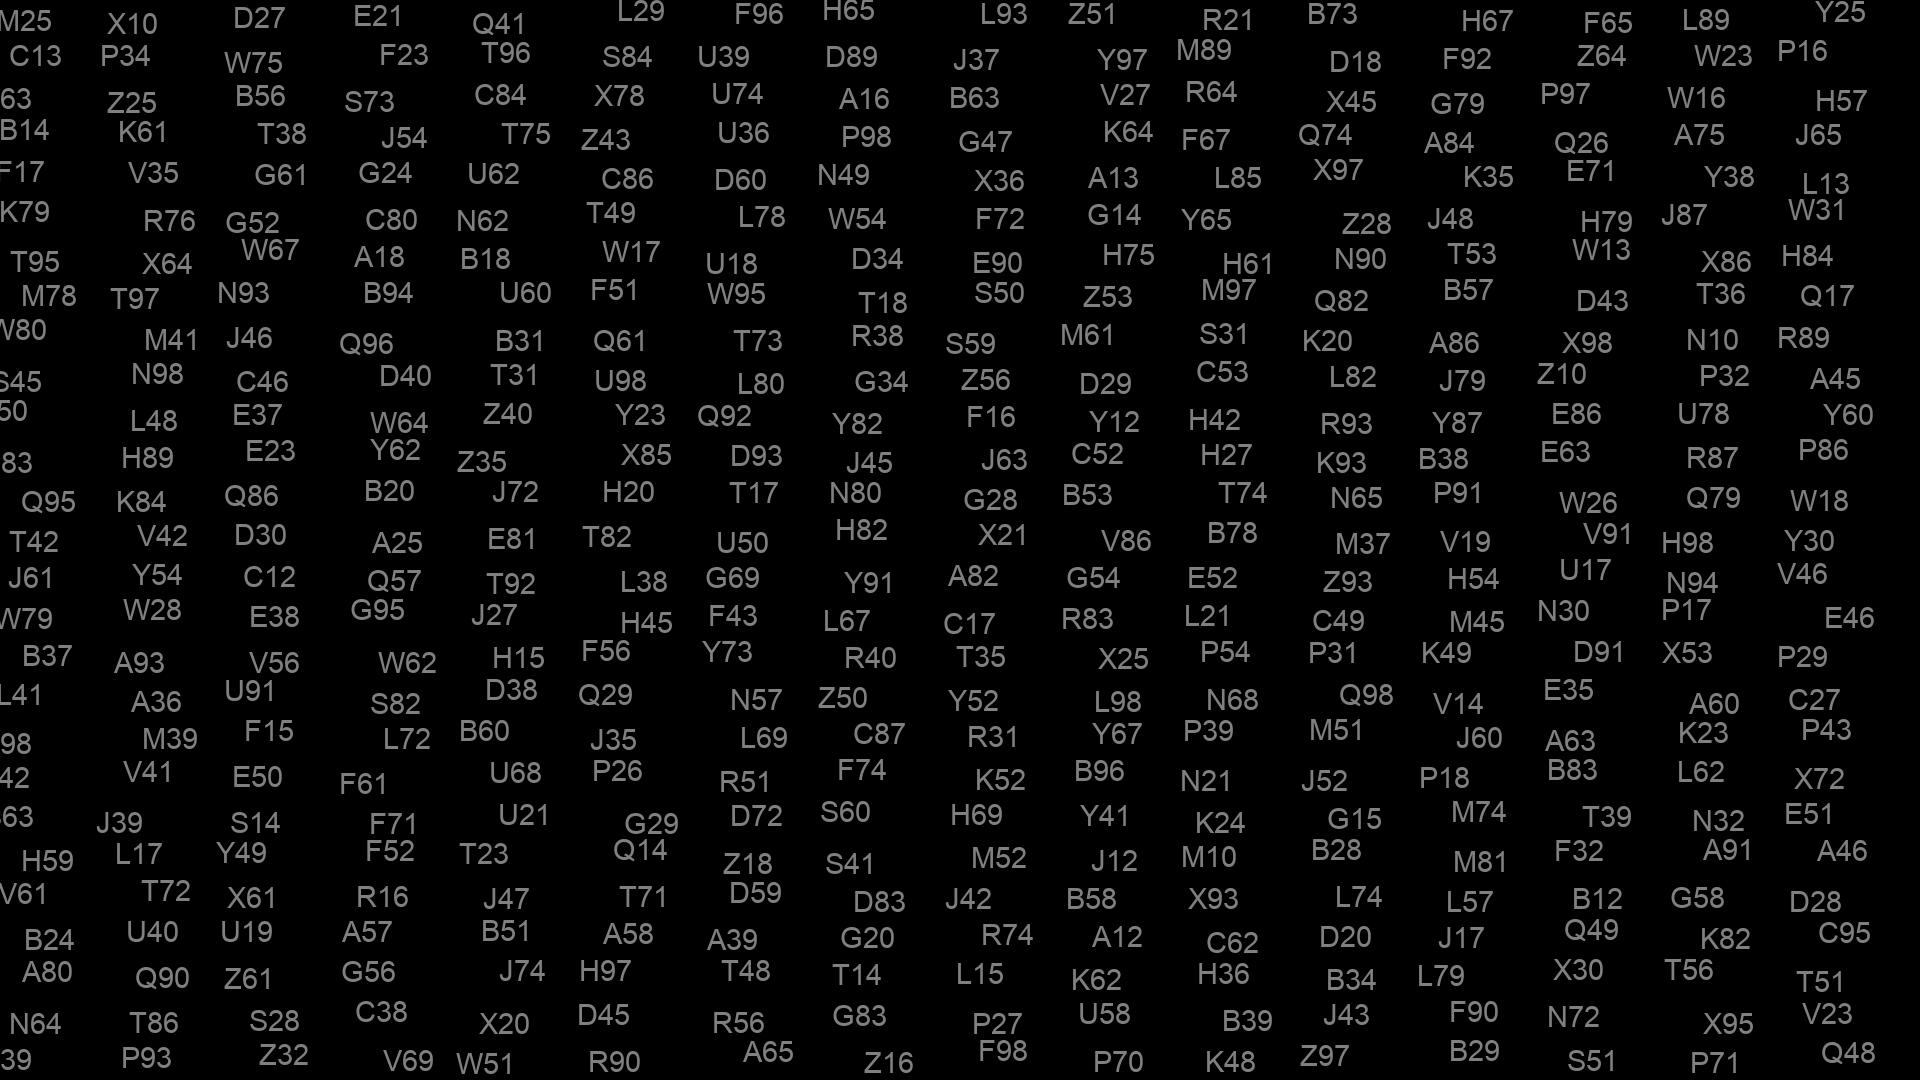 M25 X10 D27 E21 Q41 L29 F96 H65 L93 Z51 R21 B73 H67 F65 L89 Y25
C13 P34 W75 F23 T96 S84 U39 D89 J37 Y97 M89 D18 F92 Z64 W23 P16
63 Z25 B56 S73 C84 X78 U74 A16 B63 V27 R64 X45 G79 P97 W16 H57
B14 K61 T38 J54 T75 Z43 U36 P98 G47 K64 F67 Q74 A84 Q26 A75 J65
F17 V35 G61 G24 U62 C86 D60 N49 X36 A13 L85 X97 K35 E71 Y38 L13
K79 R76 G52 C80 N62 T49 L78 W54 F72 G14 Y65 Z28 J48 H79 J87 W31
T95 X64 W67 A18 B18 W17 U18 D34 E90 H75 H61 N90 T53 W13 X86 H84
M78 T97 N93 B94 U60 F51 W95 T18 S50 Z53 M97 Q82 B57 D43 T36 Q17
W80 M41 J46 Q96 B31 Q61 T73 R38 S59 M61 S31 K20 A86 X98 N10 R89
S45 N98 C46 D40 T31 U98 L80 G34 Z56 D29 C53 L82 J79 Z10 P32 A45
50 L48 E37 W64 Z40 Y23 Q92 Y82 F16 Y12 H42 R93 Y87 E86 U78 Y60
83 H89 E23 Y62 Z35 X85 D93 J45 J63 C52 H27 K93 B38 E63 R87 P86
Q95 K84 Q86 B20 J72 H20 T17 N80 G28 B53 T74 N65 P91 W26 Q79 W18
T42 V42 D30 A25 E81 T82 U50 H82 X21 V86 B78 M37 V19 V91 H98 Y30
J61 Y54 C12 Q57 T92 L38 G69 Y91 A82 G54 E52 Z93 H54 U17 N94 V46
W79 W28 E38 G95 J27 H45 F43 L67 C17 R83 L21 C49 M45 N30 P17 E46
B37 A93 V56 W62 H15 F56 Y73 R40 T35 X25 P54 P31 K49 D91 X53 P29
L41 A36 U91 S82 D38 Q29 N57 Z50 Y52 L98 N68 Q98 V14 E35 A60 C27
98 M39 F15 L72 B60 J35 L69 C87 R31 Y67 P39 M51 J60 A63 K23 P43
42 V41 E50 F61 U68 P26 R51 F74 K52 B96 N21 J52 P18 B83 L62 X72
63 J39 S14 F71 U21 G29 D72 S60 H69 Y41 K24 G15 M74 T39 N32 E51
H59 L17 Y49 F52 T23 Q14 Z18 S41 M52 J12 M10 B28 M81 F32 A91 A46
V61 T72 X61 R16 J47 T71 D59 D83 J42 B58 X93 L74 L57 B12 G58 D28
B24 U40 U19 A57 B51 A58 A39 G20 R74 A12 C62 D20 J17 Q49 K82 C95
A80 Q90 Z61 G56 J74 H97 T48 T14 L15 K62 H36 B34 L79 X30 T56 T51
N64 T86 S28 C38 X20 D45 R56 G83 P27 U58 B39 J43 F90 N72 X95 V23
39 P93 Z32 V69 W51 R90 A65 Z16 F98 P70 K48 Z97 B29 S51 P71 Q48